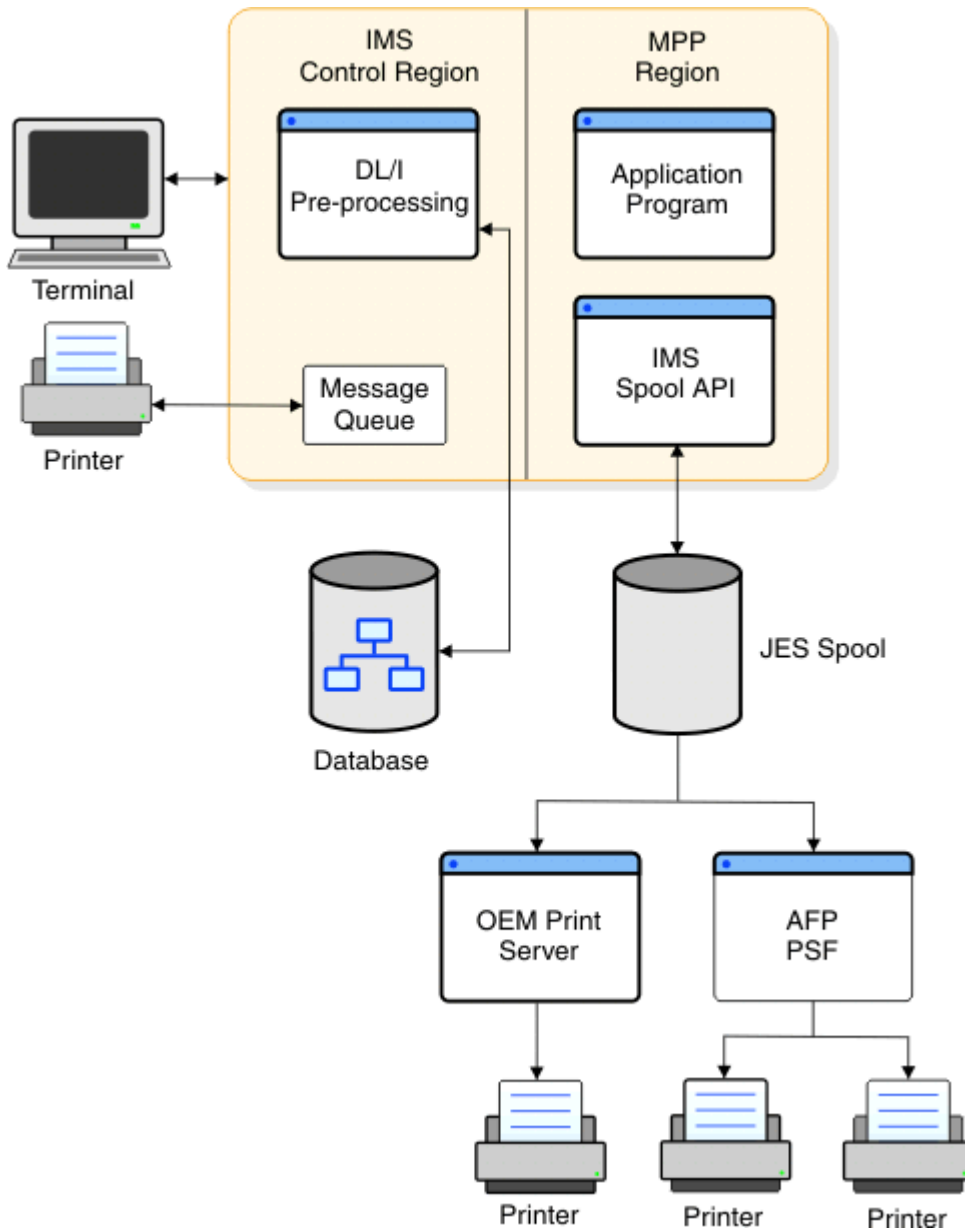 IMS
Control Region
MPP
Region
DL/I
Pre-processing
Application
Program
Terminal
IMS
Spool API
Message
Queue
Printer
JES Spool
Database
OEM Print
Server
AFP
PSF
Printer
Printer
Printer